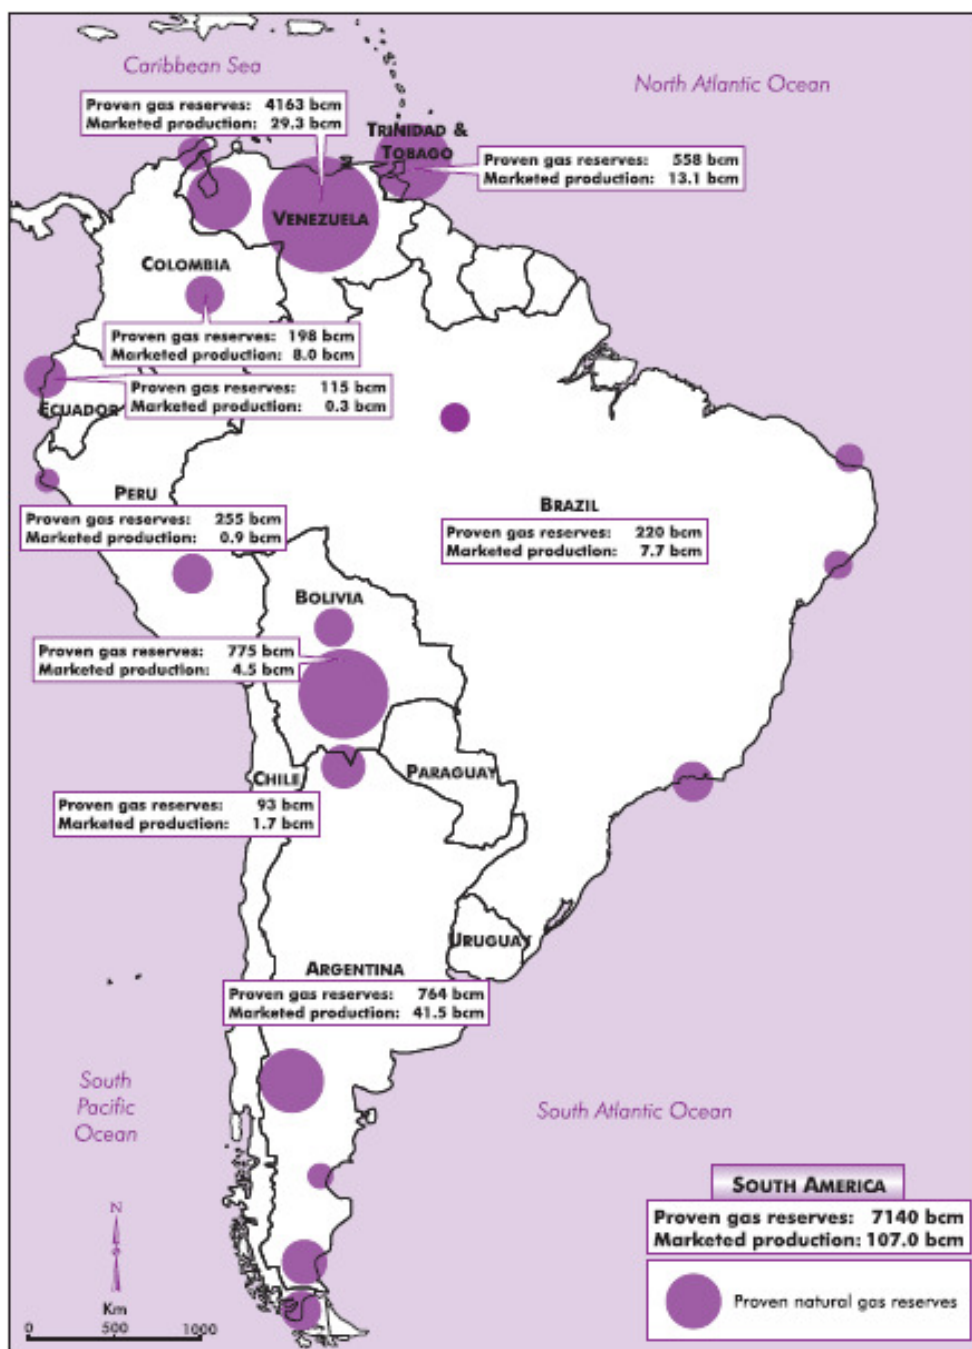 Caribbean Sea
North Atlantic Ocean
Proven gas reserves: 4163 bcm
Marketed production: 29.3 bcm
TRINIDAD &
TOBAGO
Proven gas reserves: 558 bcm
Marketed production: 13.1 bcm
VENEZUELA
COLOMBIA
Proven gas reserves: 198 bcm
Marketed production: 8.0 bcm
Proven gas reserves: 115 bcm
Marketed production: 0.3 bcm
ECUADOR
PERU
Proven gas reserves: 255 bcm
Marketed production: 0.9 bcm
BRAZIL
Proven gas reserves: 220 bcm
Marketed production: 7.7 bcm
BOLIVIA
Proven gas reserves: 775 bcm
Marketed production: 4.5 bcm
CHILE
PARAGUAY
Proven gas reserves: 93 bcm
Marketed production: 1.7 bcm
URUGUAY
ARGENTINA
Proven gas reserves: 764 bcm
Marketed production: 41.5 bcm
South
Pacific
Ocean
South Atlantic Ocean
SOUTH AMERICA
Proven gas reserves: 7140 bcm
Marketed production: 107.0 bcm
Proven natural gas reserves
N
Km
0 500 1000